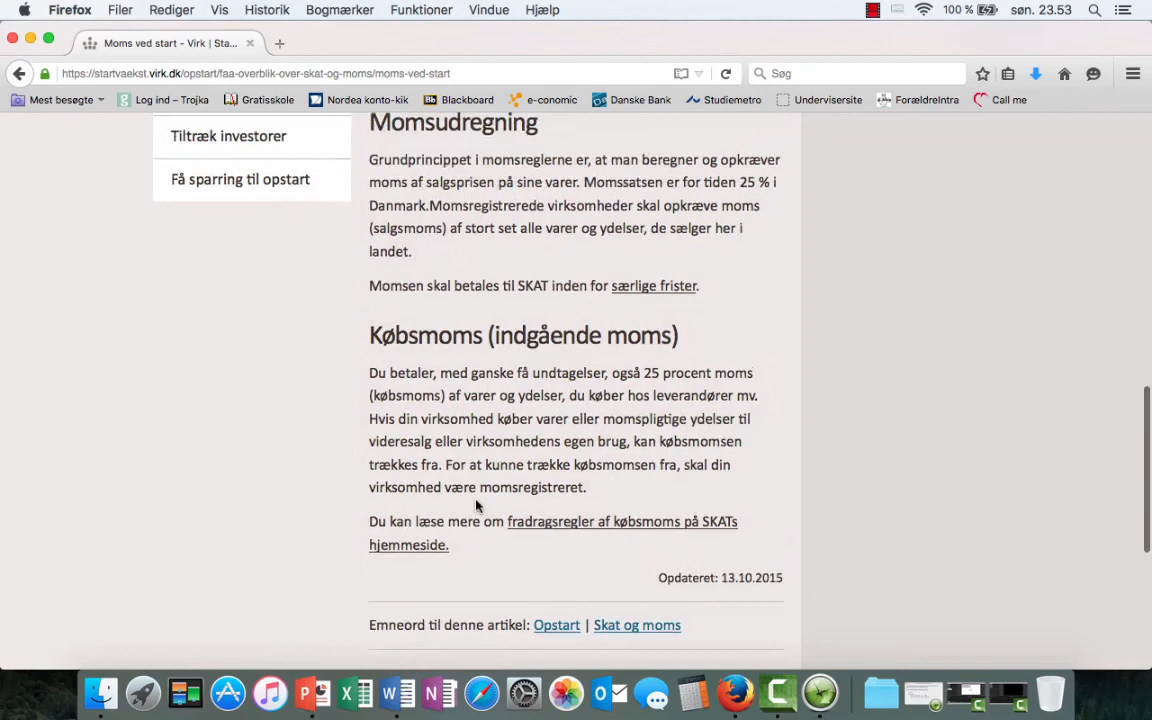 Firefox Filer Rediger Vis Historik Bogmærker Funktioner Vindue Hjælp 100 % søn. 23.53
Moms ved start - Virk | Sta...
https://startvaekst.virk.dk/opstart/faa-overblik-over-skat-og-moms/moms-ved-start Søg
Mest besøgte Log ind – Trojka Gratisskole Nordea konto-kik Blackboard e-conomic Danske Bank Studiemetro Undervisersite ForældreIntra Call me
Tiltræk investorer
Få sparring til opstart
Momsudregning
Grundprincippet i momsreglerne er, at man beregner og opkræver
moms af salgsprisen på sine varer. Momssatsen er for tiden 25 % i
Danmark.Momsregistrerede virksomheder skal opkræve moms
(salgsmoms) af stort set alle varer og ydelser, de sælger her i
landet.
Momsen skal betales til SKAT inden for særlige frister.
Købsmoms (indgående moms)
Du betaler, med ganske få undtagelser, også 25 procent moms
(købsmoms) af varer og ydelser, du køber hos leverandører mv.
Hvis din virksomhed køber varer eller momspligtige ydelser til
videresalg eller virksomhedens egen brug, kan købsmomsen
trækkes fra. For at kunne trække købsmomsen fra, skal din
virksomhed være momsregistreret.
Du kan læse mere om fradragsregler af købsmoms på SKATs
hjemmeside.
Opdateret: 13.10.2015
Emneord til denne artikel: Opstart | Skat og moms